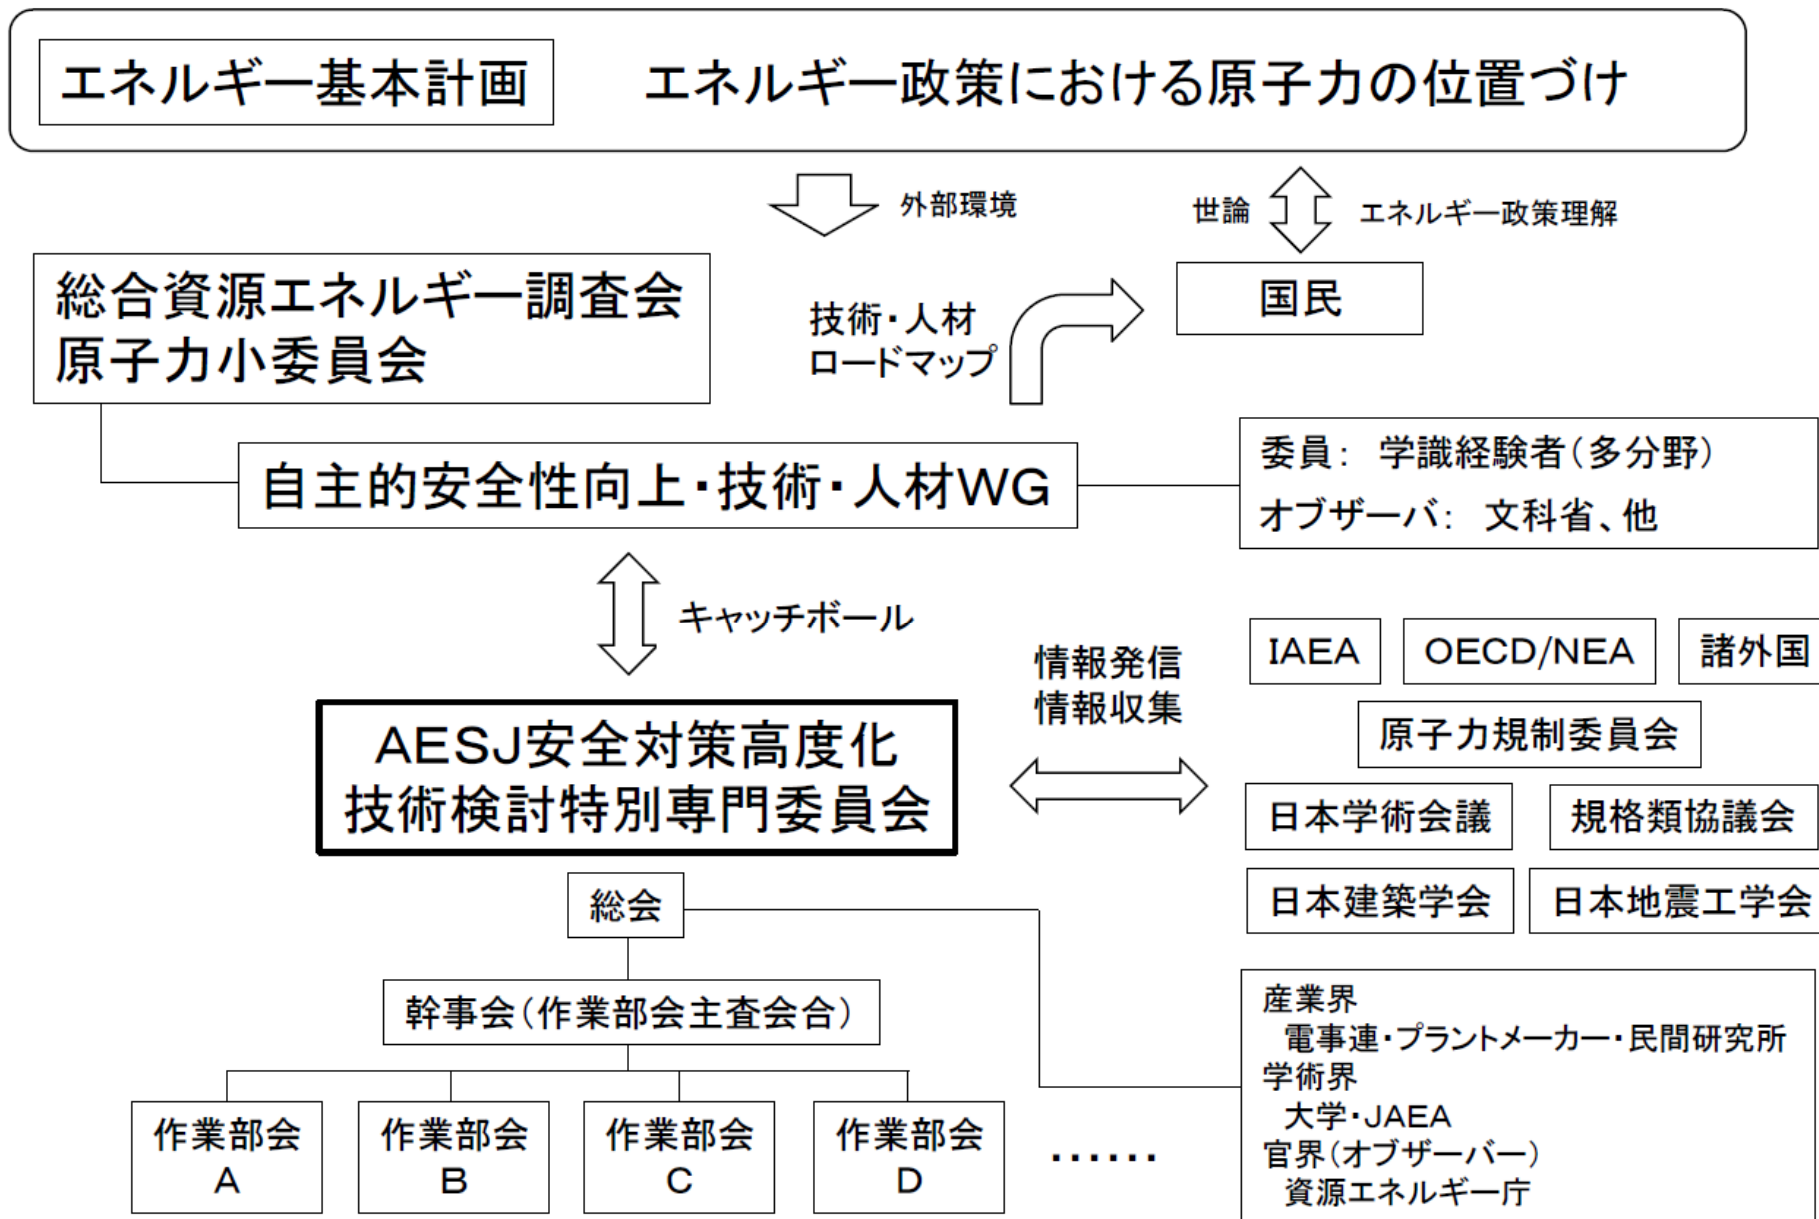 エネルギー基本計画
エネルギー政策における原子力の位置づけ
外部環境
世論
エネルギー政策理解
総合資源エネルギー調査会
原子力小委員会
技術・人材
ロードマップ
国民
自主的安全性向上・技術・人材WG
委員： 学識経験者(多分野)
オブザーバ： 文科省、他
キャッチボール
情報発信
情報収集
IAEA
OECD/NEA
諸外国
原子力規制委員会
日本学術会議
規格類協議会
日本建築学会
日本地震工学会
AESJ安全対策高度化
技術検討特別専門委員会
総会
幹事会(作業部会主査会合)
作業部会
A
作業部会
B
作業部会
C
作業部会
D
……
産業界
電事連・プラントメーカー・民間研究所
学術界
大学・JAEA
官界(オブザーバー)
資源エネルギー庁